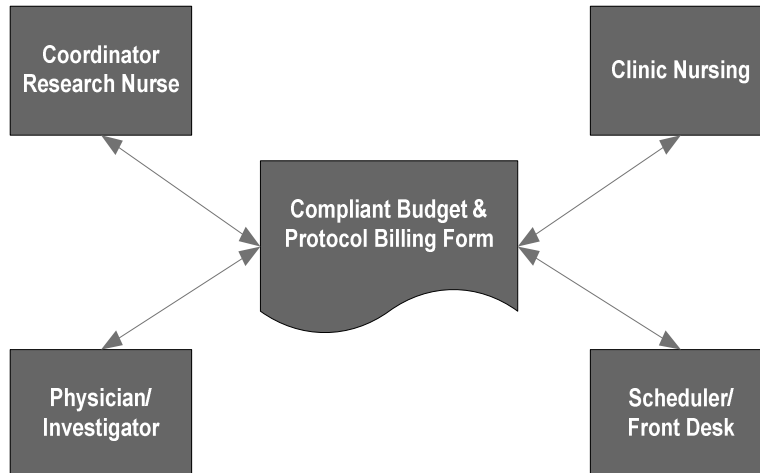 Coordinator
Research Nurse
Clinic Nursing
Compliant Budget &
Protocol Billing Form
Physician/
Investigator
Scheduler/
Front Desk